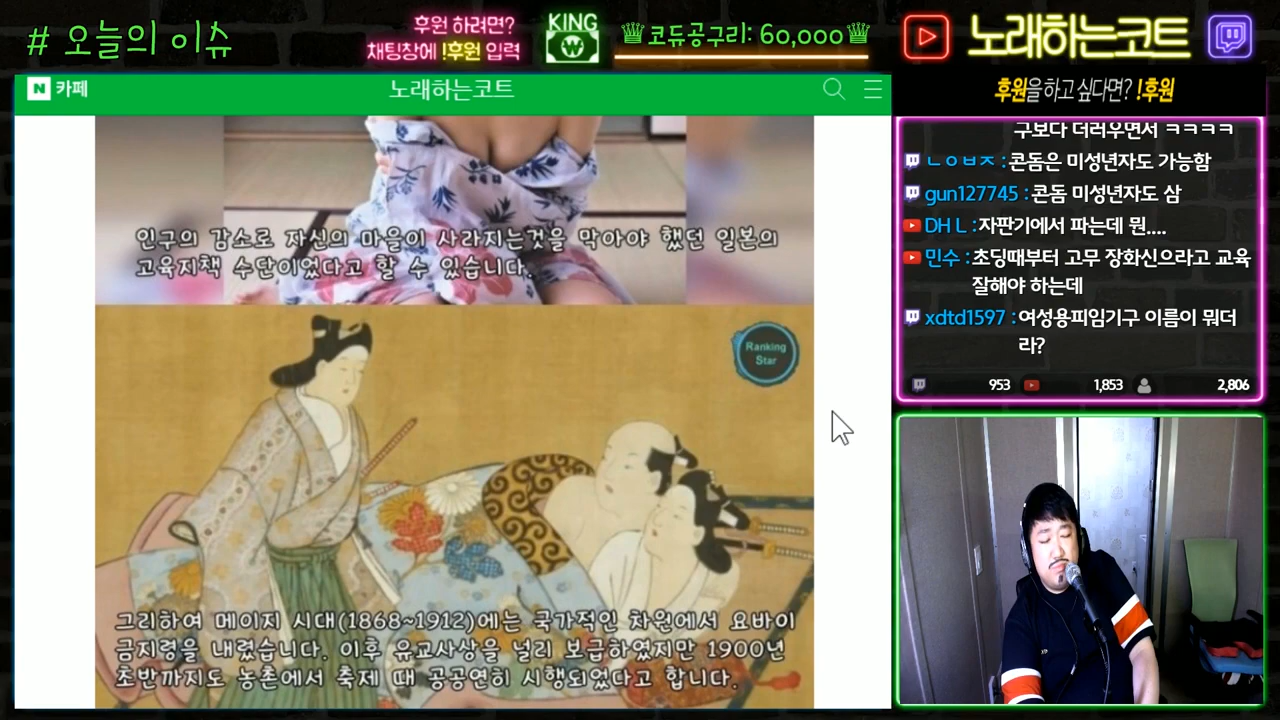 # 오늘의 이슈
후원 하려면?
채팅창에 !후원 입력
KING
₩
코듀공구리: 60,000
노래하는코트
후원을하고 싶다면? !후원
N 카페
노래하는코트
구보다 더러우면서 ㅋㅋㅋㅋ
ㄴㅇㅂㅈ : 콘돔은 미성년자도 가능함
gun127745 : 콘돔 미성년자도 삼
DH L : 자판기에서 파는데 뭔....
민수 : 초딩때부터 고무 장화신으라고 교육
잘해야 하는데
xdtd1597 : 여성용피임기구 이름이 뭐더
라?
953 1,853 2,806
인구의 감소로 자신의 마을이 사라지는것을 막아야 했던 일본의
고육지책 수단이었다고 할 수 있습니다.
Ranking
Star
그리하여 메이지 시대(1868~1912)에는 국가적인 차원에서 요바이
금지령을 내렸습니다. 이후 유교사상을 널리 보급하였지만 1900년
초반까지도 농촌에서 축제 때 공공연히 시행되었다고 합니다.